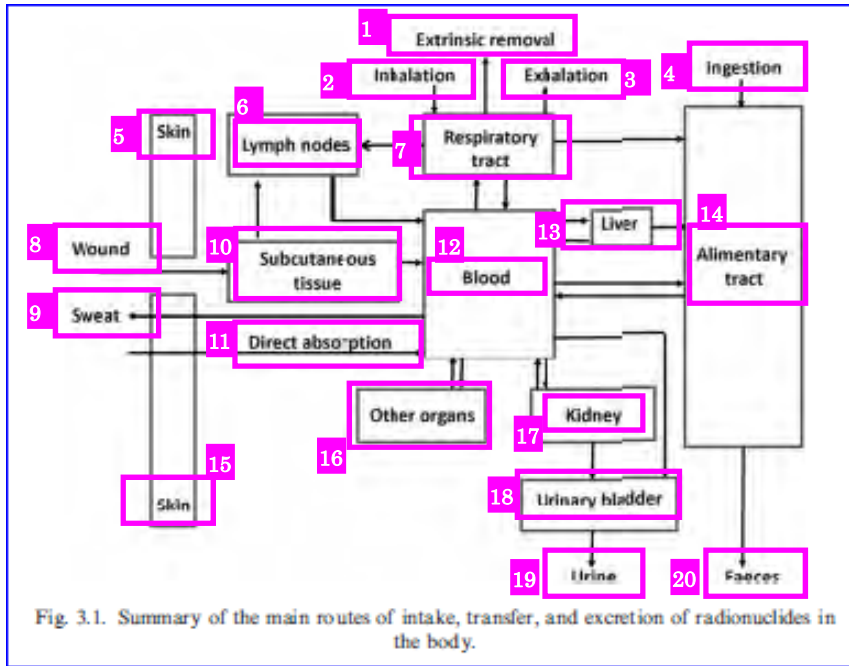 1
Extrinsic removal
2
Inhalation
Exhalation
3
4
Ingestion
5
Skin
6
Lymph nodes
7
Respiratory
tract
8
Wound
10
Subcutaneous
tissue
12
Blood
13
Liver
14
Alimentary
tract
9
Sweat
11
Direct absorption
Other organs
16
Kidney
17
15
Skin
18
Urinary bladder
19
Urine
20
Faeces
Fig. 3.1. Summary of the main routes of intake, transfer, and excretion of radionuclides in
the body.